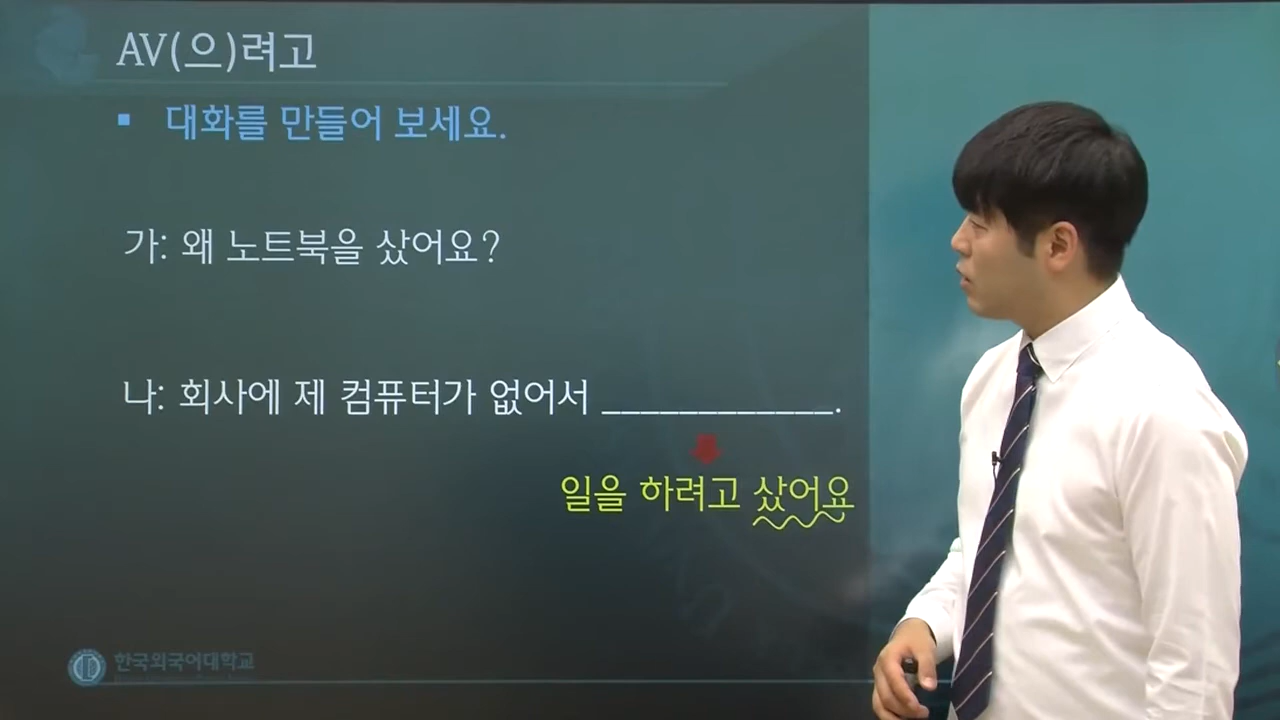 AV(으)려고
▪ 대화를 만들어 보세요.
가: 왜 노트북을 샀어요?
나: 회사에 제 컴퓨터가 없어서 ____________.
일을 하려고 샀어요
한국외국어대학교